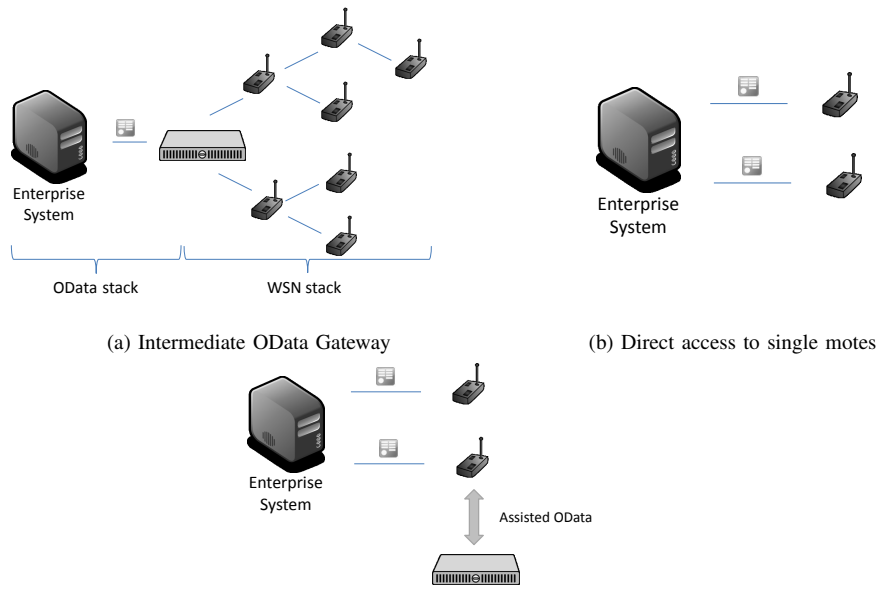 Enterprise
System
OData stack
WSN stack
(a) Intermediate OData Gateway
Enterprise
System
(b) Direct access to single motes
Enterprise
System
Assisted OData